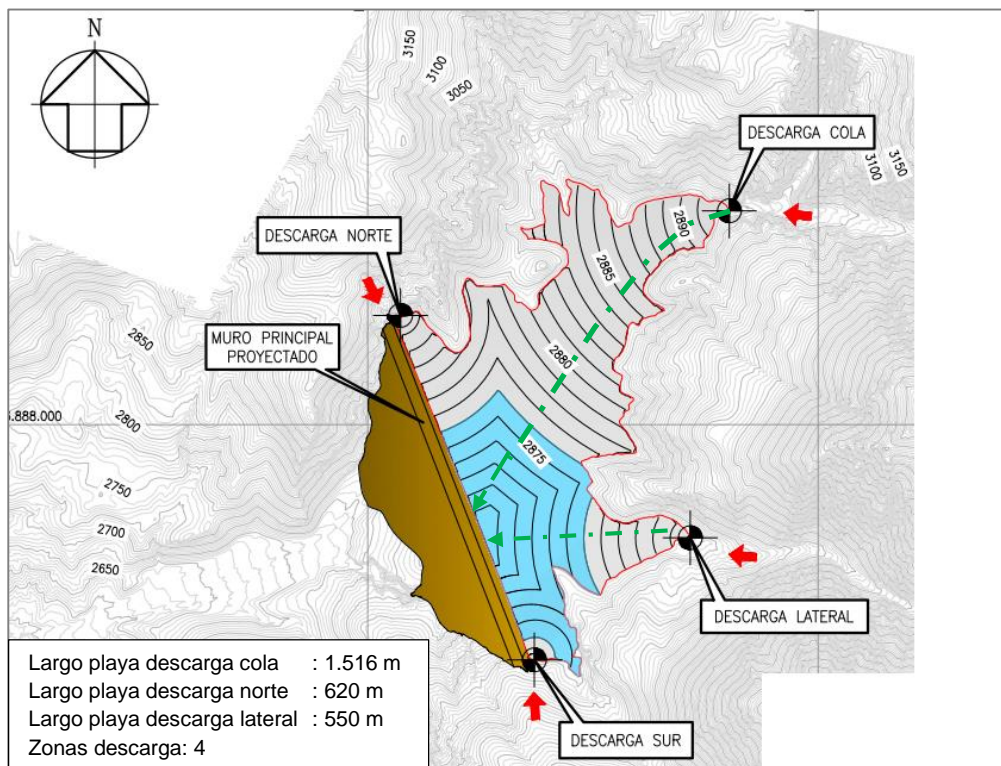 N
3150
3100
3050
DESCARGA COLA
3100
3150
2890
DESCARGA NORTE
2885
MURO PRINCIPAL
PROYECTADO
2850
2880
2800
.888.000
2875
2750
2700
2650
DESCARGA LATERAL
DESCARGA SUR
Largo playa descarga cola : 1.516 m
Largo playa descarga norte : 620 m
Largo playa descarga lateral : 550 m
Zonas descarga: 4